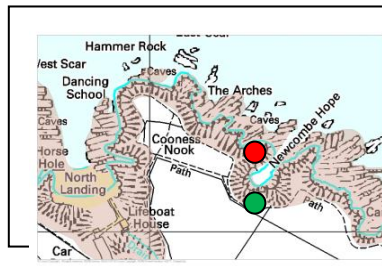 Hammer Rock
West Scar
Caves
Dancing
School
The Arches
Caves
Caves
Newcombe Hope
Cooness
Nook
Horse
Hole
Path
North
Landing
Path
Lifeboat
House
Car